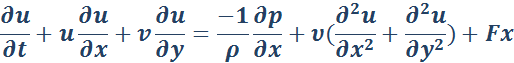 ∂u/∂t + u ∂u/∂x + v ∂u/∂y = -1/ρ ∂p/∂x + υ(∂²u/∂x² + ∂²u/∂y²) + Fx